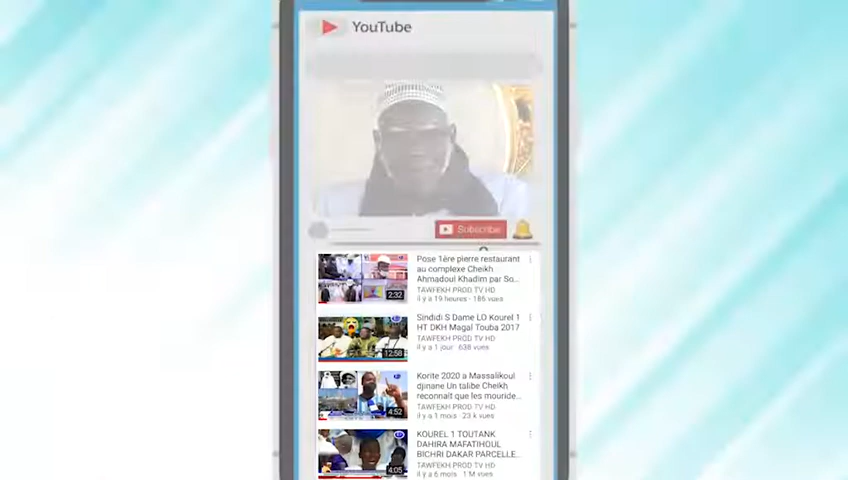 YouTube
Subscribe
Pose 1ère pierre restaurant
au complexe Cheikh
Ahmadoul Khadim par So...
TAWFEKH PROD TV HD
il y a 19 heures · 186 vues
2:32
Sindidi S Dame LO Kourel 1
HT DKH Magal Touba 2017
TAWFEKH PROD TV HD
il y a 1 jour · 638 vues
12:58
Korite 2020 a Massalikoul
djinane Un talibe Cheikh
reconnaît que les mouride...
TAWFEKH PROD TV HD
il y a 1 mois · 23 k vues
4:52
KOUREL 1 TOUTANK
DAHIRA MAFATIHOUL
BICHRI DAKAR PARCELLE...
TAWFEKH PROD TV HD
il y a 6 mois · 1 M vues
4:05